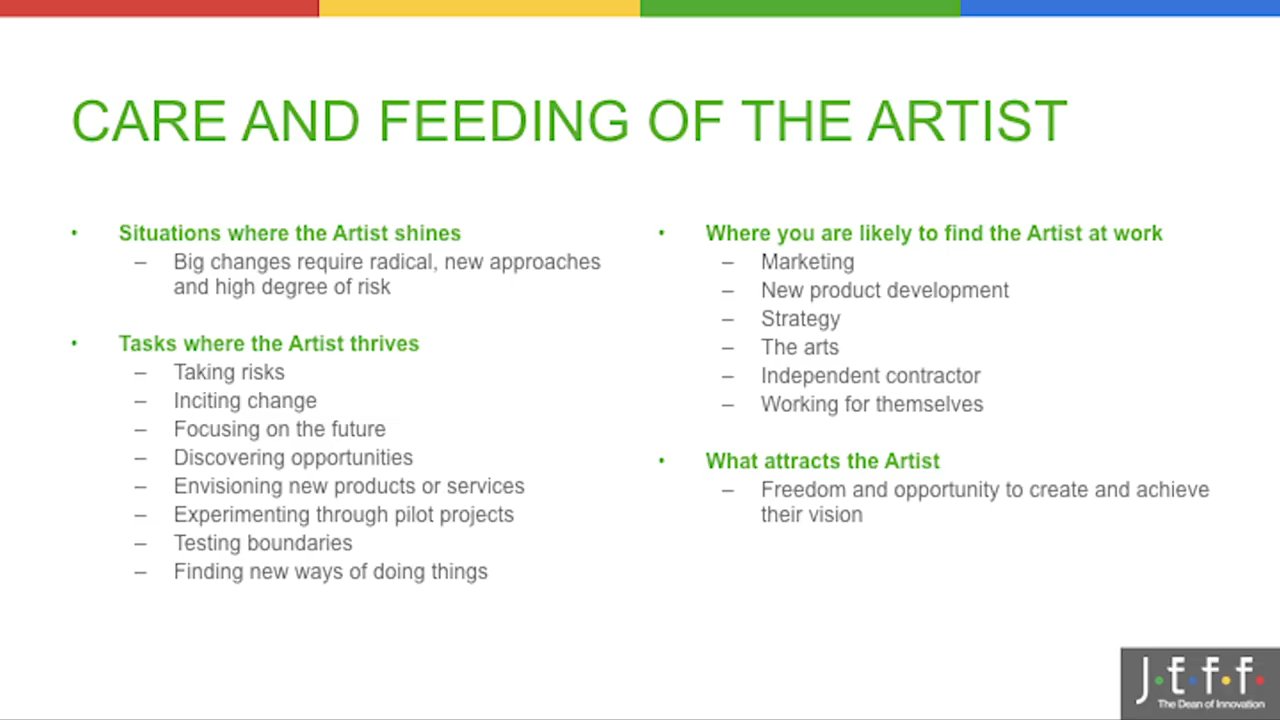 CARE AND FEEDING OF THE ARTIST
• Situations where the Artist shines
– Big changes require radical, new approaches
and high degree of risk
• Tasks where the Artist thrives
– Taking risks
– Inciting change
– Focusing on the future
– Discovering opportunities
– Envisioning new products or services
– Experimenting through pilot projects
– Testing boundaries
– Finding new ways of doing things
• Where you are likely to find the Artist at work
– Marketing
– New product development
– Strategy
– The arts
– Independent contractor
– Working for themselves
• What attracts the Artist
– Freedom and opportunity to create and achieve
their vision
J•E•F•F•
The Dean of Innovation